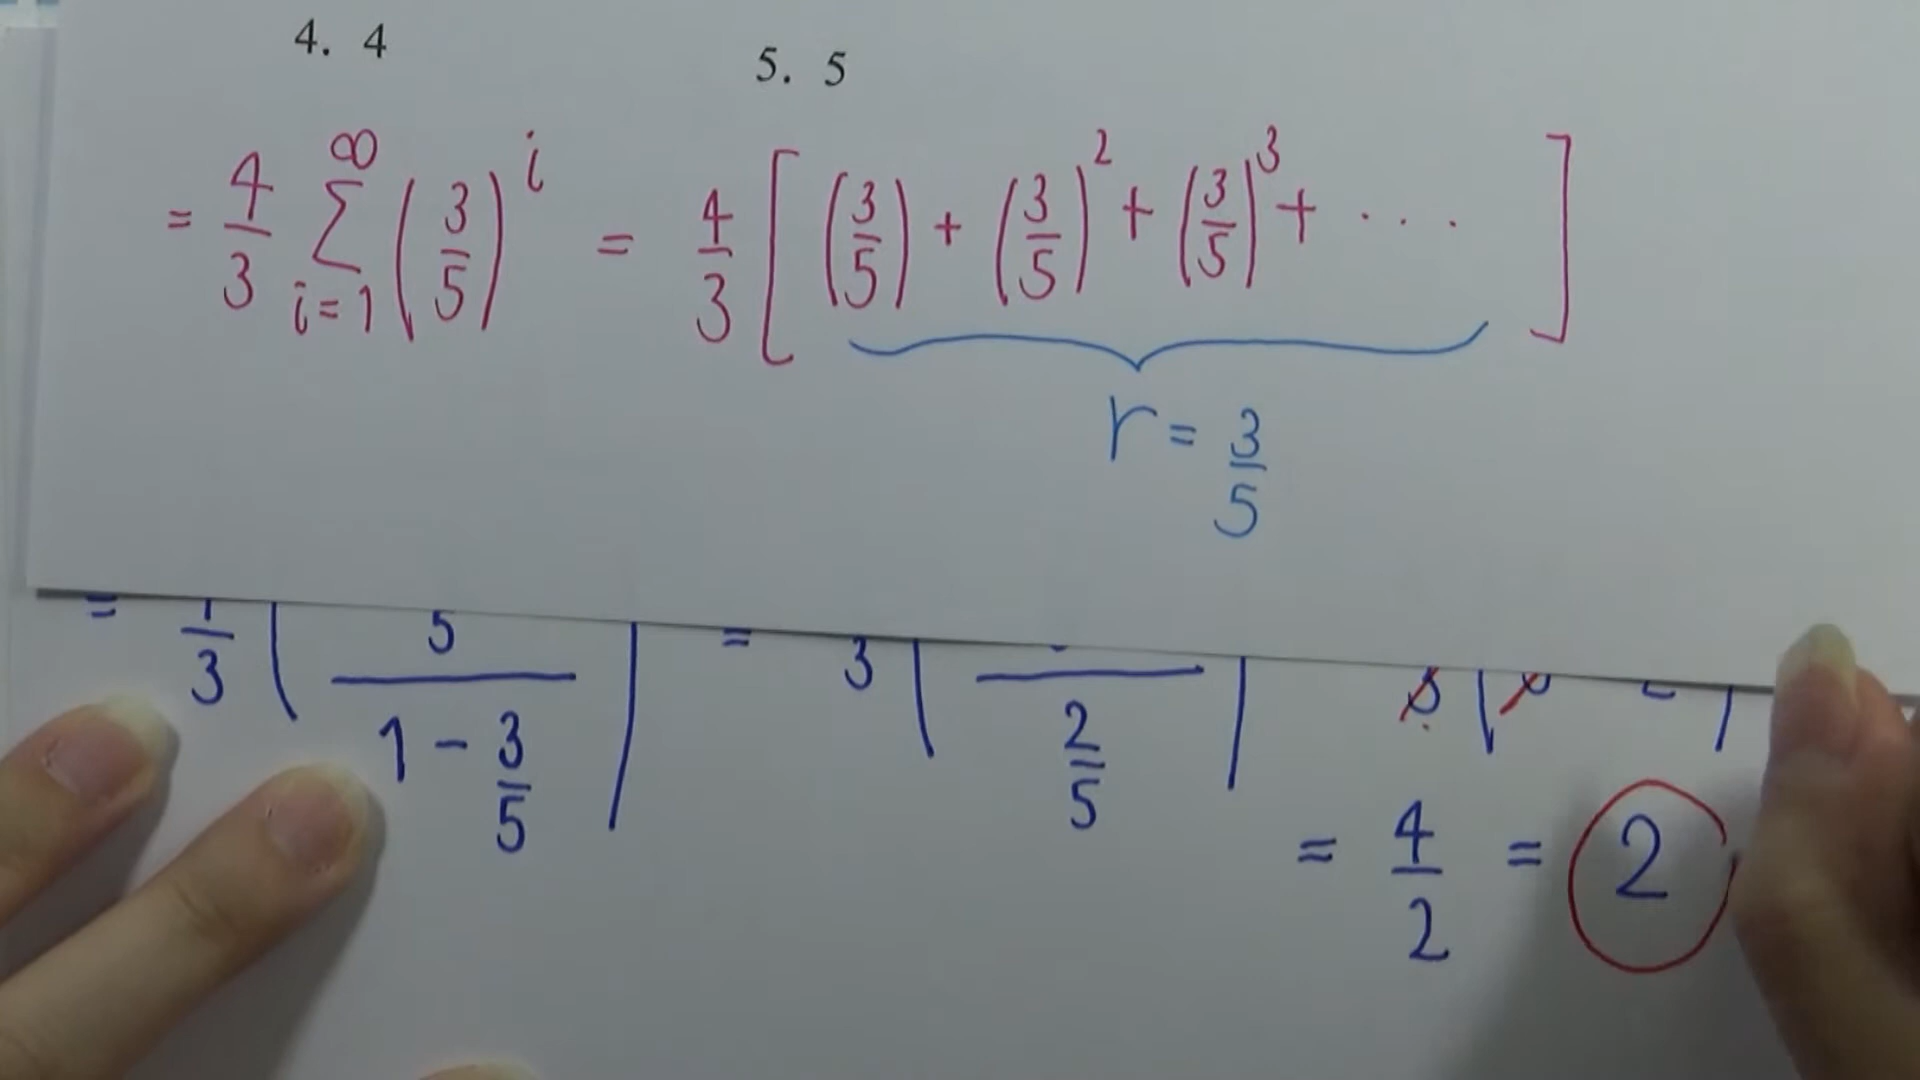 4. 4 5. 5
= 4/3 ∞ Σ i=1 (3/5)^i = 4/3 [ (3/5) + (3/5)^2 + (3/5)^3 + ... ]
r = 3/5
= /3 ( 5 / 1 - 3/5 ) = 3 ( / 2/5 )
= 4/2 = 2